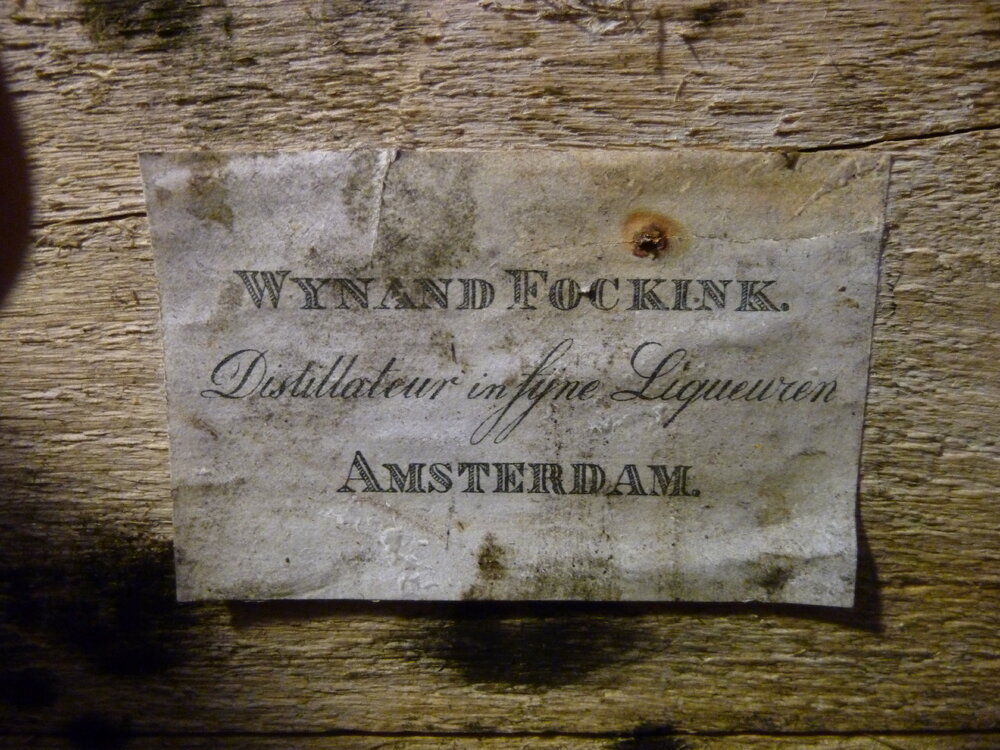 WYNAND FOCKINK.
Distillateur in fyne Liqueuren
AMSTERDAM.